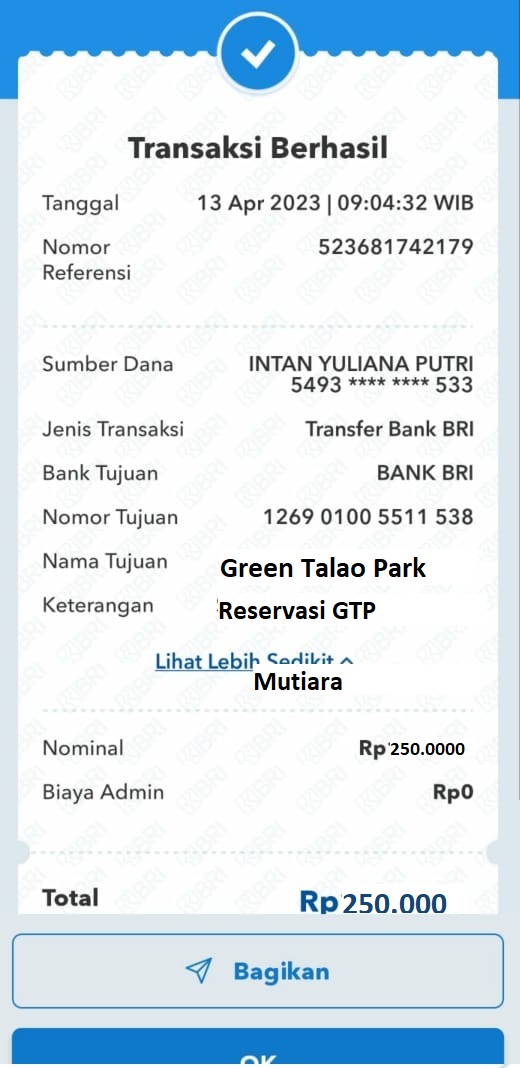 Transaksi Berhasil
Tanggal 13 Apr 2023 | 09:04:32 WIB
Nomor Referensi 523681742179
Sumber Dana INTAN YULIANA PUTRI
5493 **** **** 533
Jenis Transaksi Transfer Bank BRI
Bank Tujuan BANK BRI
Nomor Tujuan 1269 0100 5511 538
Nama Tujuan Green Talao Park
Keterangan Reservasi GTP
Lihat Lebih Sedikit
Mutiara
Nominal Rp 250.0000
Biaya Admin Rp0
Total Rp 250.000
Bagikan
OK